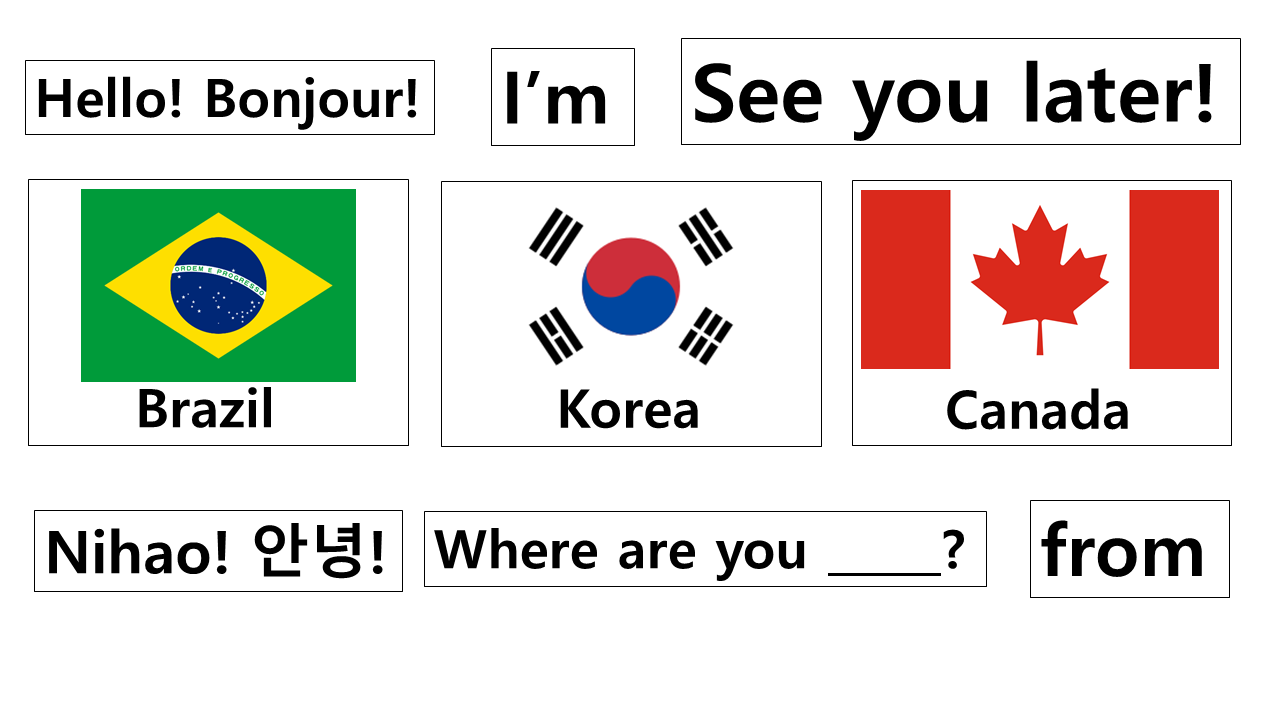 Hello! Bonjour!
I'm
See you later!
ORDEM E PROGRESSO
Brazil
Korea
Canada
Nihao! 안녕!
Where are you _____?
from